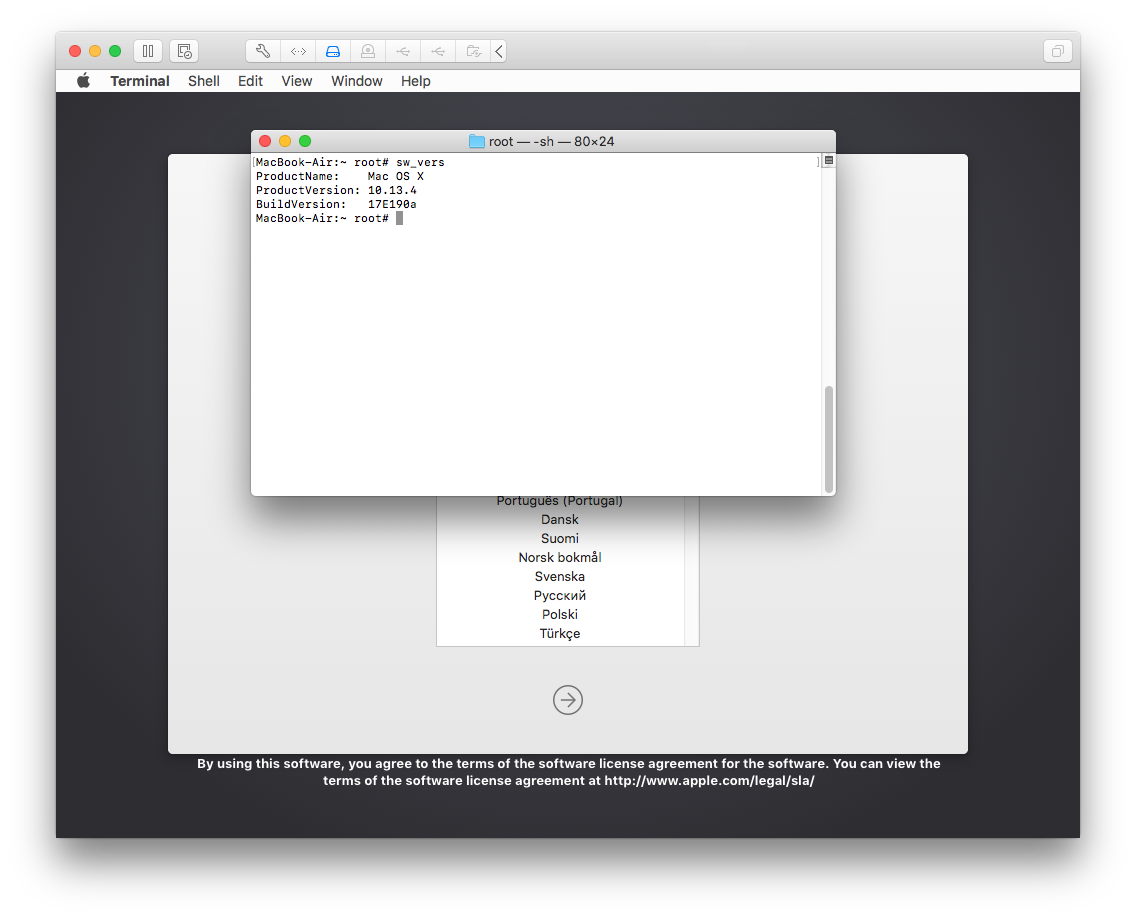 Terminal Shell Edit View Window Help
root — -sh — 80×24
[MacBook-Air:~ root# sw_vers ]
ProductName:    Mac OS X
ProductVersion: 10.13.4
BuildVersion:   17E190a
MacBook-Air:~ root#
Português (Portugal)
Dansk
Suomi
Norsk bokmål
Svenska
Русский
Polski
Türkçe
By using this software, you agree to the terms of the software license agreement for the software. You can view the
terms of the software license agreement at http://www.apple.com/legal/sla/